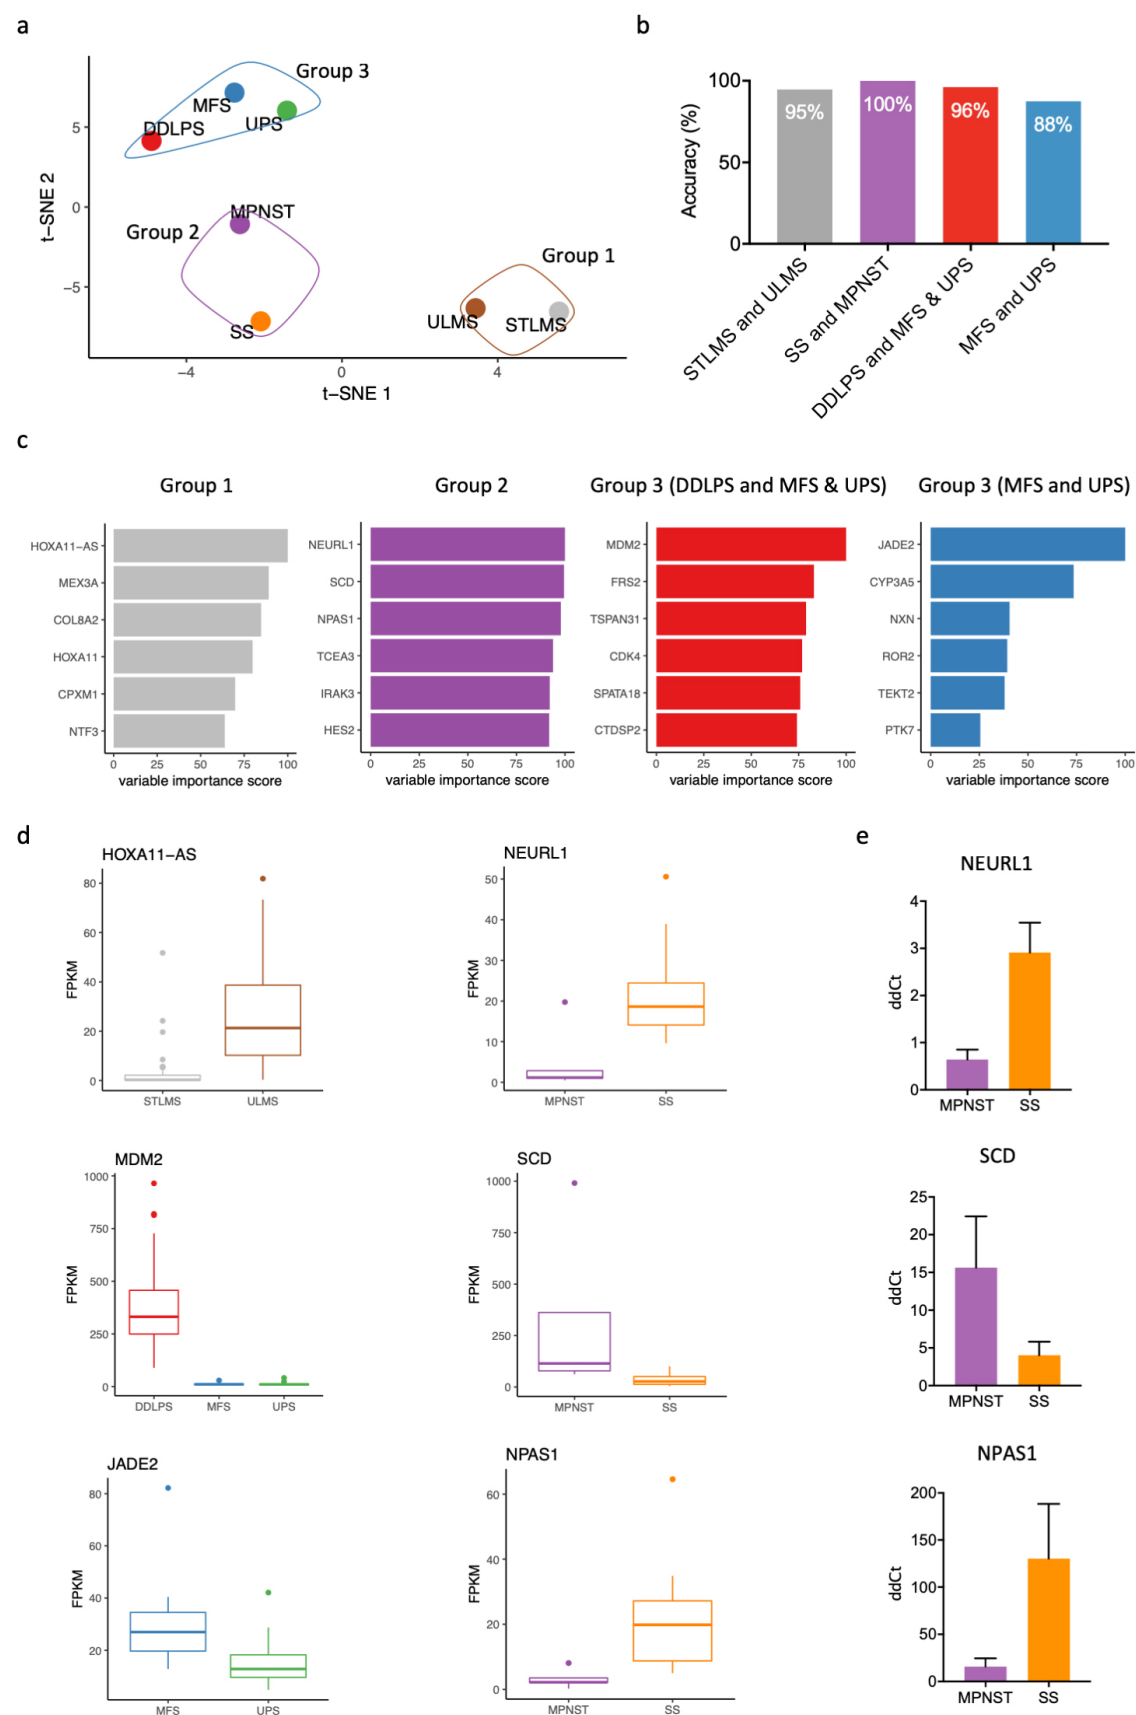 a
Group 3
MFS
DDLPS
UPS
MPNST
Group 2
Group 1
SS
ULMS
STLMS
5
0
−5
−4
0
4
t−SNE 2
t−SNE 1
b
Accuracy (%)
100
50
0
95%
100%
96%
88%
STLMS and ULMS
SS and MPNST
DDLPS and MFS & UPS
MFS and UPS
c
Group 1
HOXA11−AS
MEX3A
COL8A2
HOXA11
CPXM1
NTF3
0 25 50 75 100
variable importance score
Group 2
NEURL1
SCD
NPAS1
TCEA3
IRAK3
HES2
0 25 50 75 100
variable importance score
Group 3 (DDLPS and MFS & UPS)
MDM2
FRS2
TSPAN31
CDK4
SPATA18
CTDSP2
0 25 50 75 100
variable importance score
Group 3 (MFS and UPS)
JADE2
CYP3A5
NXN
ROR2
TEKT2
PTK7
0 25 50 75 100
variable importance score
d
HOXA11−AS
FPKM
80
60
40
20
0
STLMS ULMS
NEURL1
FPKM
50
40
30
20
10
0
MPNST SS
MDM2
FPKM
1000
750
500
250
0
DDLPS MFS UPS
SCD
FPKM
1000
750
500
250
0
MPNST SS
JADE2
FPKM
80
60
40
20
MFS UPS
NPAS1
FPKM
60
40
20
0
MPNST SS
e
NEURL1
ddCt
4
3
2
1
0
MPNST SS
SCD
ddCt
25
20
15
10
5
0
MPNST SS
NPAS1
ddCt
200
150
100
50
0
MPNST SS